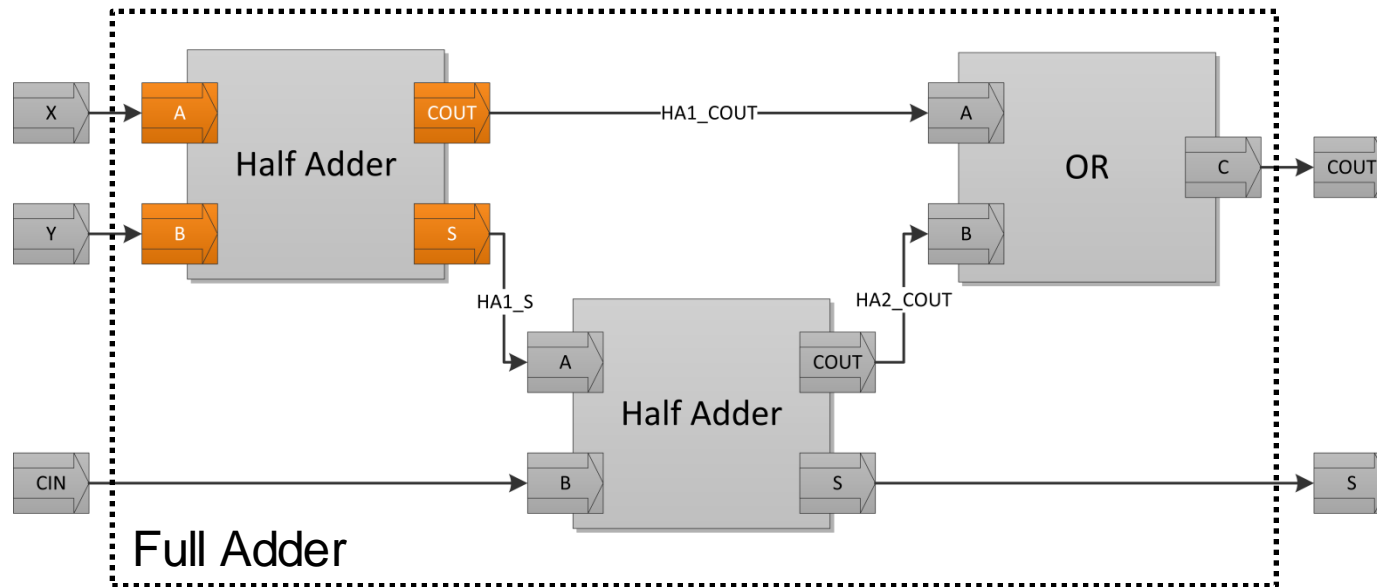 X
A
COUT
HA1_COUT
A
Half Adder
OR
C
COUT
Y
B
S
B
HA1_S
HA2_COUT
A
COUT
Half Adder
CIN
B
S
S
Full Adder